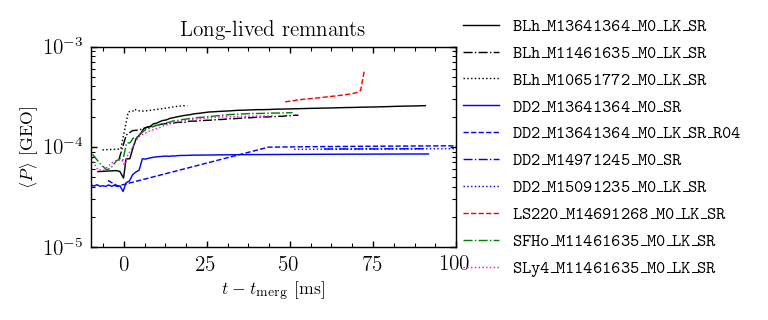 Long-lived remnants
10⁻³
10⁻⁴
10⁻⁵
⟨P⟩ [GEO]
0 25 50 75 100
t − t_merg [ms]
BLh_M13641364_M0_LK_SR
BLh_M11461635_M0_LK_SR
BLh_M10651772_M0_LK_SR
DD2_M13641364_M0_SR
DD2_M13641364_M0_LK_SR_R04
DD2_M14971245_M0_SR
DD2_M15091235_M0_LK_SR
LS220_M14691268_M0_LK_SR
SFHo_M11461635_M0_LK_SR
SLy4_M11461635_M0_LK_SR